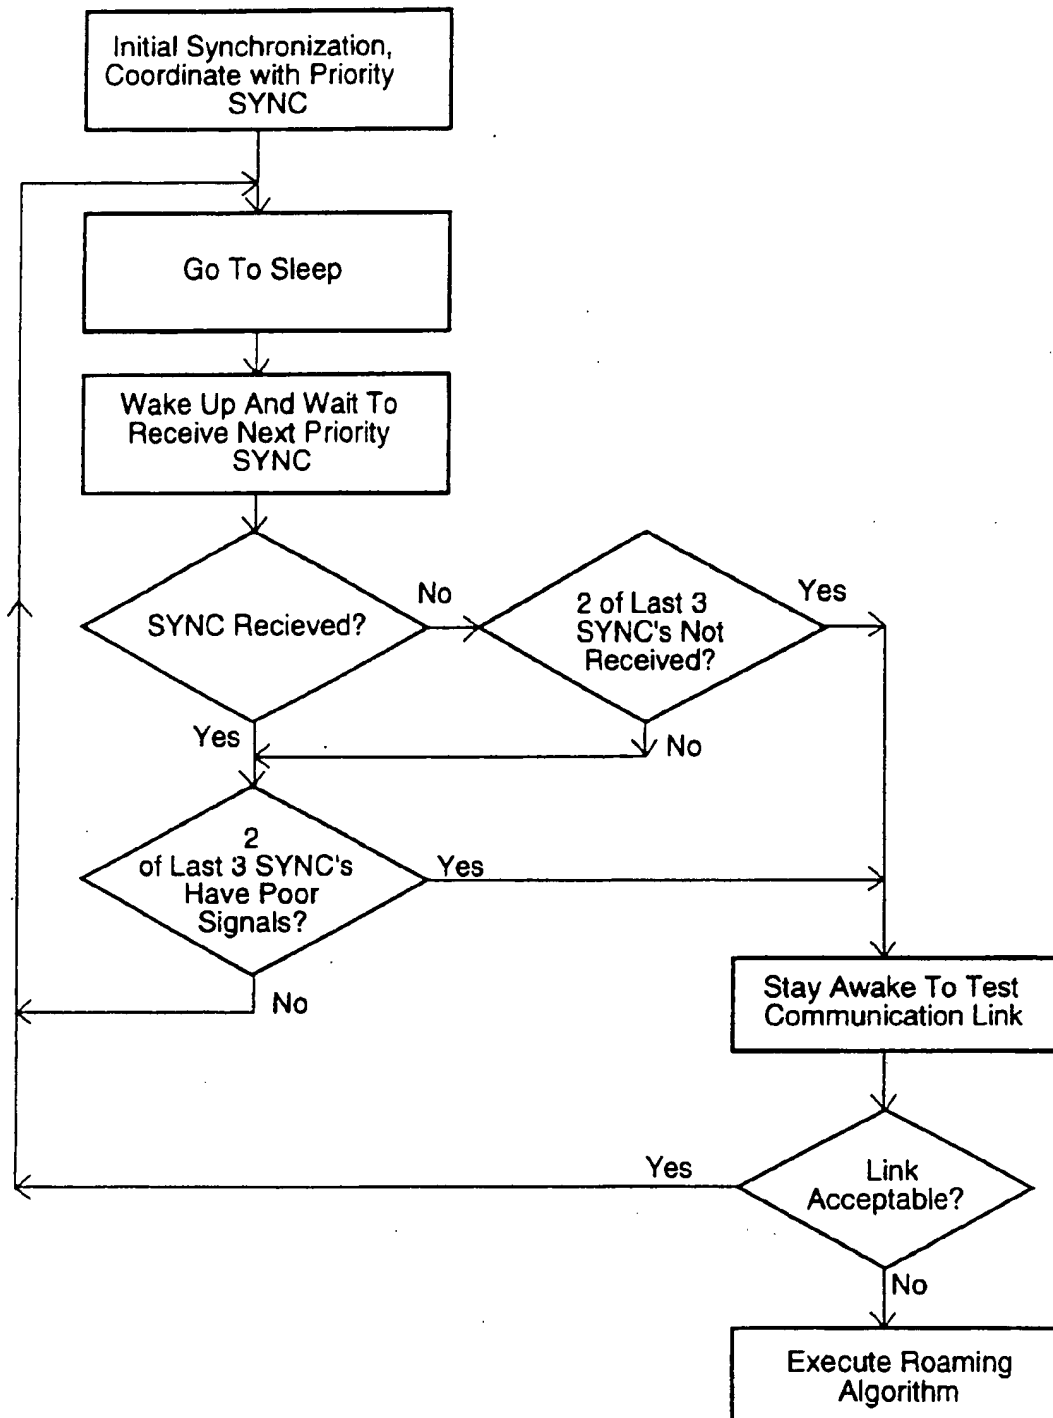 Initial Synchronization,
Coordinate with Priority
SYNC
Go To Sleep
Wake Up And Wait To
Receive Next Priority
SYNC
SYNC Recieved?
No
2 of Last 3
SYNC's Not
Received?
Yes
Yes
No
2
of Last 3 SYNC's
Have Poor
Signals?
Yes
No
Stay Awake To Test
Communication Link
Link
Acceptable?
Yes
No
Execute Roaming
Algorithm